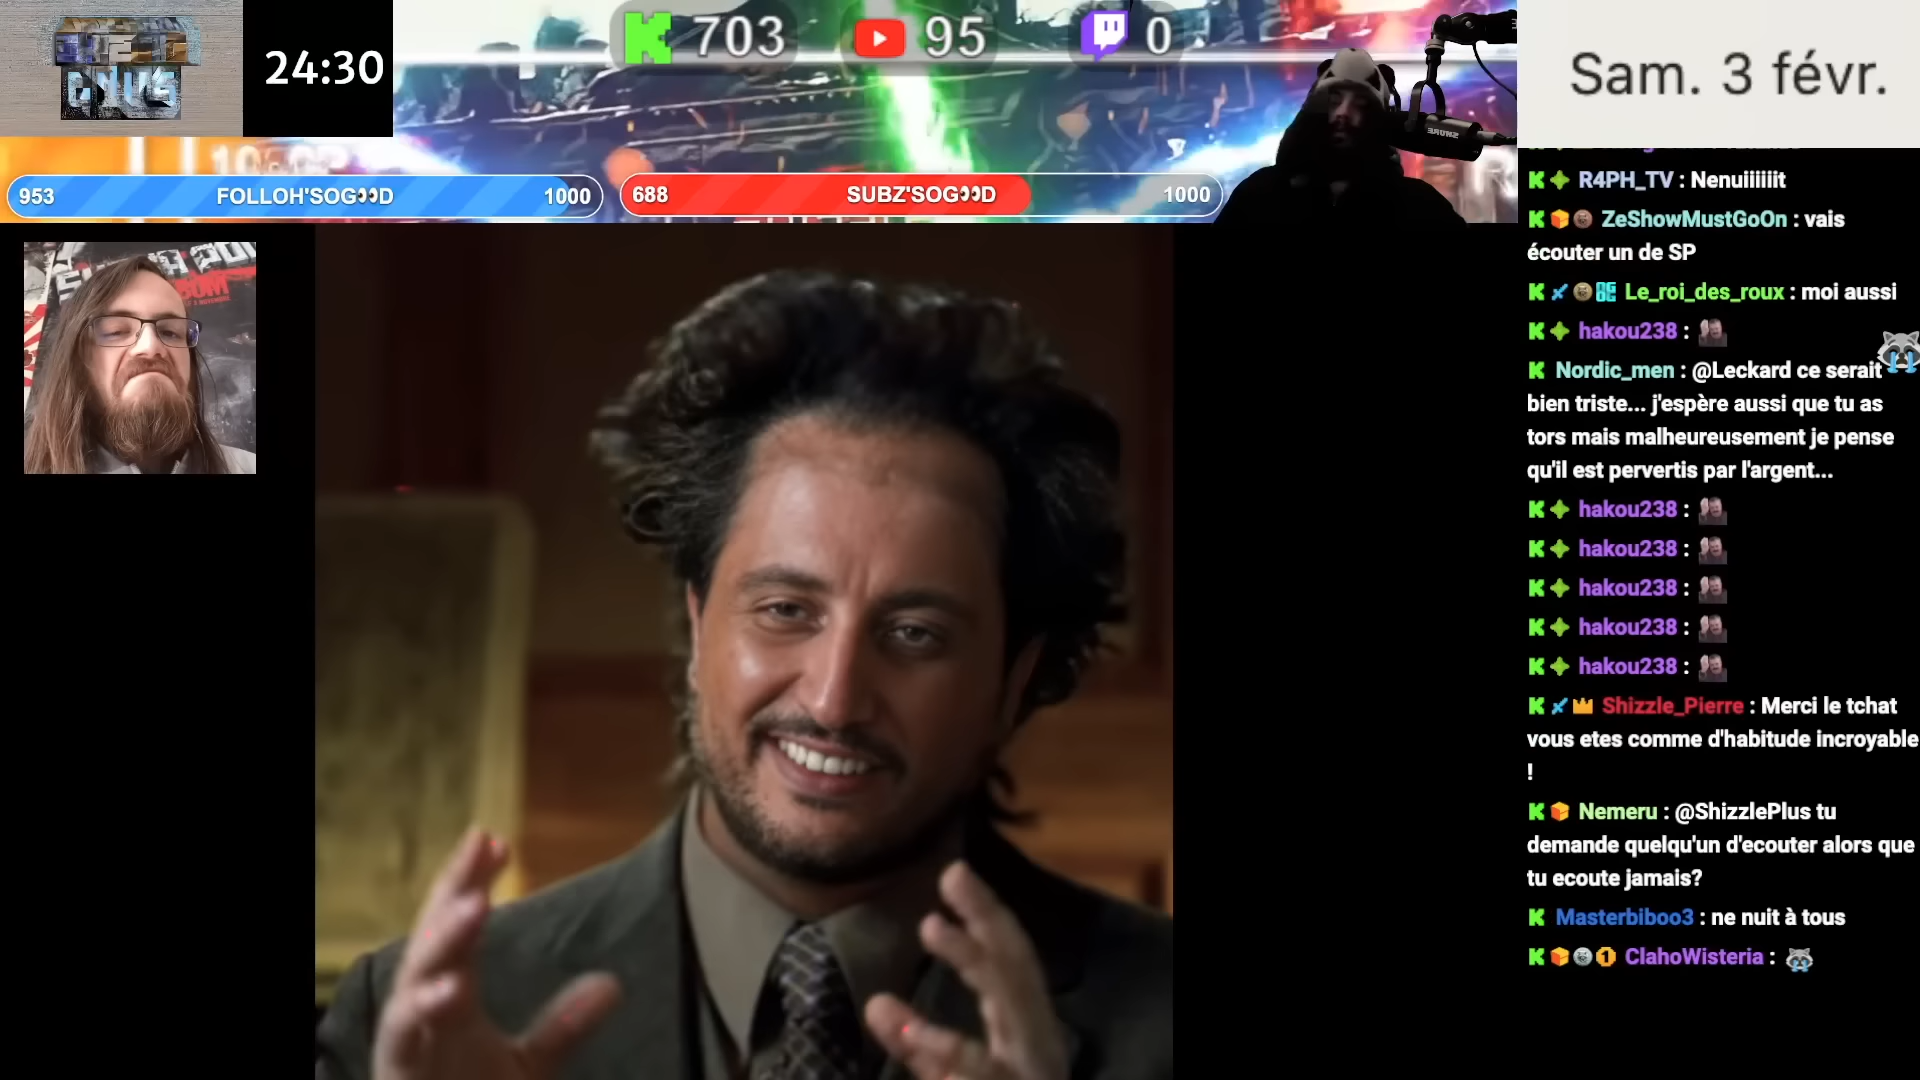 24:30
703
95
0
Sam. 3 févr.
953 FOLLOH'SOG👀D 1000
688 SUBZ'SOG👀D 1000
SHURE
R4PH_TV : Nenuiiiiiit
ZeShowMustGoOn : vais
écouter un de SP
Le_roi_des_roux : moi aussi
hakou238 :
Nordic_men : @Leckard ce serait
bien triste... j'espère aussi que tu as
tors mais malheureusement je pense
qu'il est pervertis par l'argent...
hakou238 :
hakou238 :
hakou238 :
hakou238 :
hakou238 :
Shizzle_Pierre : Merci le tchat
vous etes comme d'habitude incroyable
!
Nemeru : @ShizzlePlus tu
demande quelqu'un d'ecouter alors que
tu ecoute jamais?
Masterbiboo3 : ne nuit à tous
ClahoWisteria :